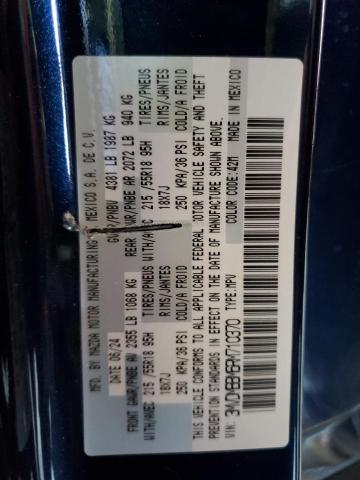 MFD. BY MAZDA MOTOR MANUFACTURING MEXICO S.A. DE C.V.
DATE 06/24 GVWR/PNBV 4381 LB 1987 KG
FRONT GAWR/PNBE AV 2355 LB 1068 KG REAR GAWR/PNBE AR 2072 LB 940 KG
WITH/AVEC 215/55R18 95H TIRES/PNEUS WITH/AVEC 215/55R18 95H TIRES/PNEUS
18X7J RIMS/JANTES 18X7J RIMS/JANTES
250 KPA/36 PSI COLD/A FROID 250 KPA/36 PSI COLD/A FROID
THIS VEHICLE CONFORMS TO ALL APPLICABLE FEDERAL MOTOR VEHICLE SAFETY AND THEFT
PREVENTION STANDARDS IN EFFECT ON THE DATE OF MANUFACTURE SHOWN ABOVE.
TYPE:MPV COLOR CODE:42M MADE IN MEXICO